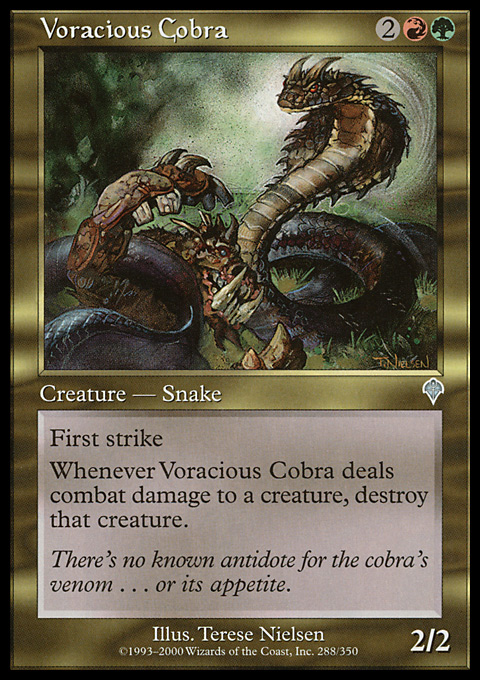 Voracious Cobra 2
T. NIELSEN
Creature — Snake
First strike
Whenever Voracious Cobra deals
combat damage to a creature, destroy
that creature.
There's no known antidote for the cobra's
venom . . . or its appetite.
Illus. Terese Nielsen
2/2
©1993–2000 Wizards of the Coast, Inc. 288/350